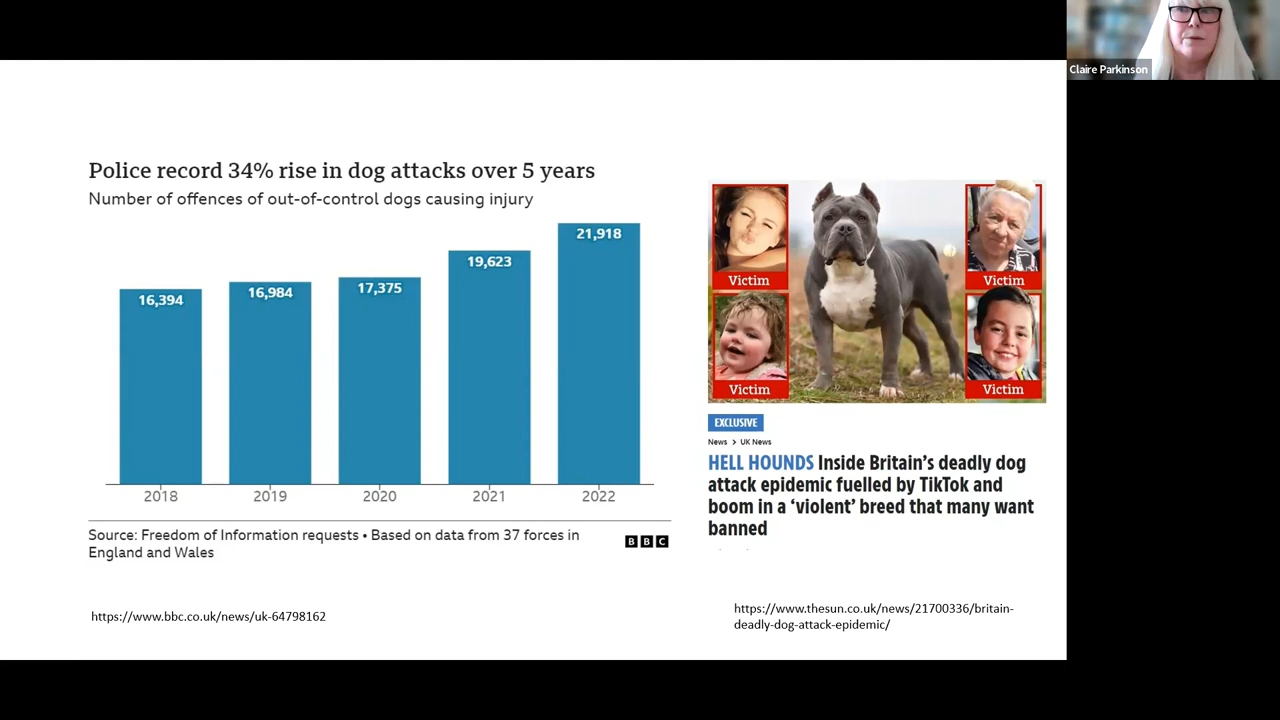 Claire Parkinson
Police record 34% rise in dog attacks over 5 years
Number of offences of out-of-control dogs causing injury
16,394
16,984
17,375
19,623
21,918
2018
2019
2020
2021
2022
Source: Freedom of Information requests • Based on data from 37 forces in
England and Wales
BBC
https://www.bbc.co.uk/news/uk-64798162
Victim
Victim
Victim
Victim
EXCLUSIVE
News > UK News
HELL HOUNDS Inside Britain's deadly dog
attack epidemic fuelled by TikTok and
boom in a ‘violent’ breed that many want
banned
https://www.thesun.co.uk/news/21700336/britain-
deadly-dog-attack-epidemic/